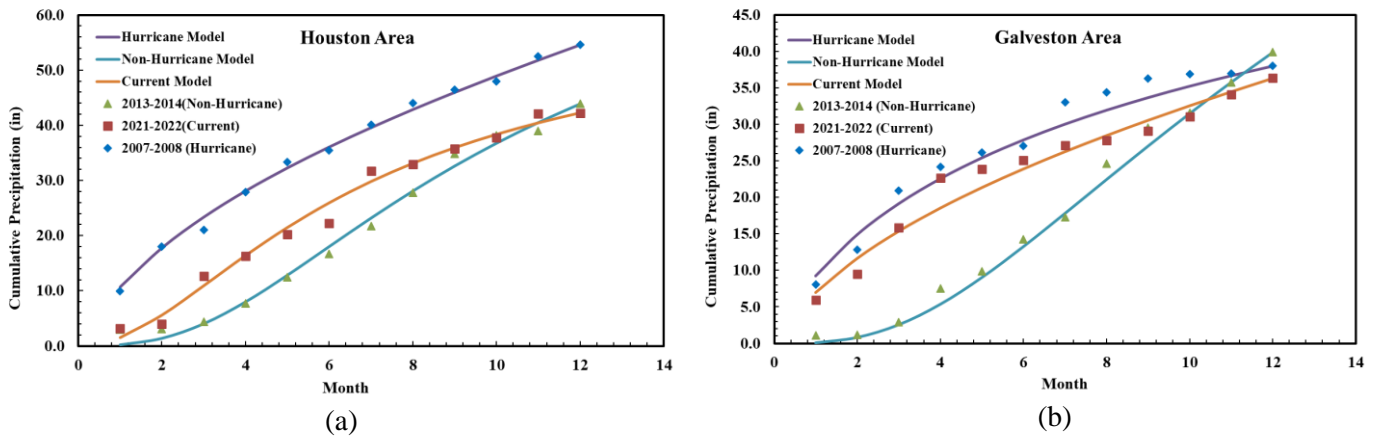 60.0
50.0
40.0
30.0
20.0
10.0
0.0
Cumulative Precipitation (in)
Houston Area
Hurricane Model
Non-Hurricane Model
Current Model
2013-2014(Non-Hurricane)
2021-2022(Current)
2007-2008 (Hurricane)
0 2 4 6 8 10 12 14
Month
(a)
45.0
40.0
35.0
30.0
25.0
20.0
15.0
10.0
5.0
0.0
Cumulative Precipitation (in)
Galveston Area
Hurricane Model
Non-Hurricane Model
Current Model
2013-2014 (Non-Hurricane)
2021-2022 (Current)
2007-2008 (Hurricane)
0 2 4 6 8 10 12 14
Month
(b)